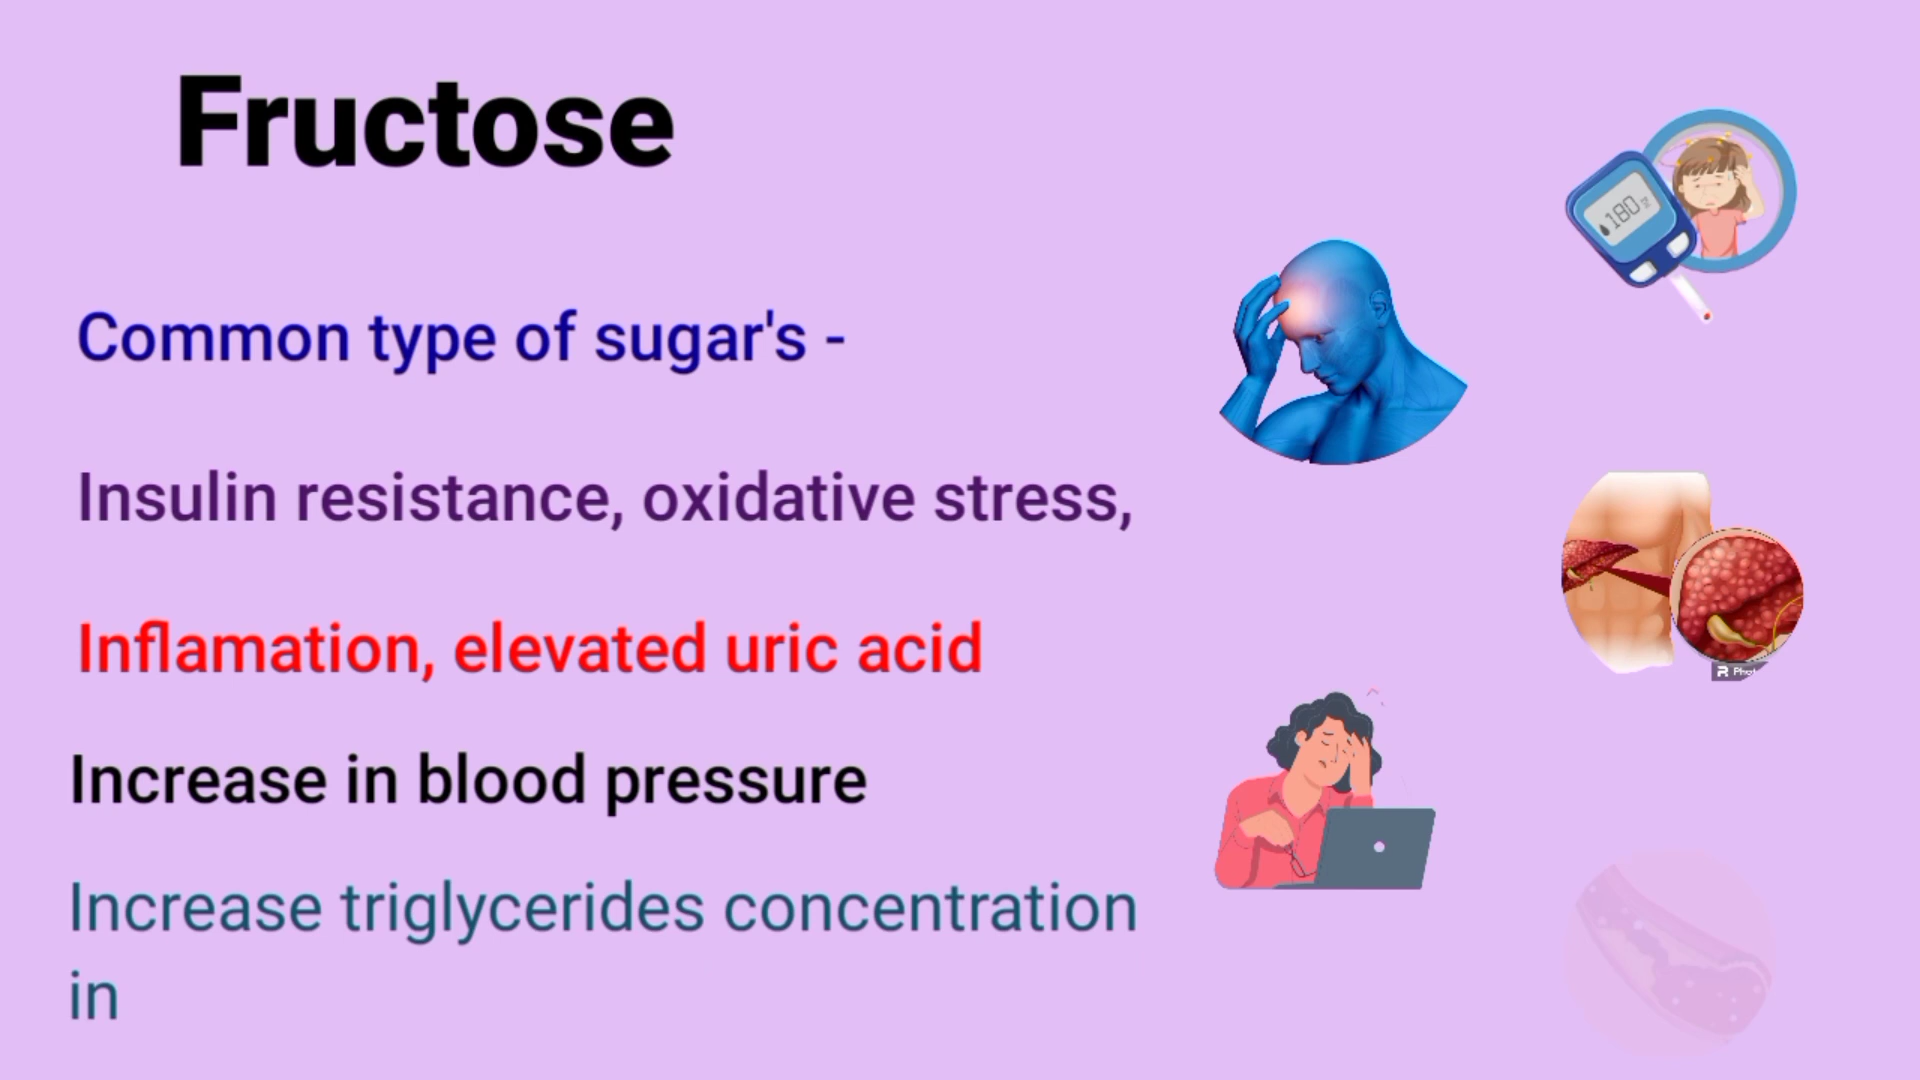 Fructose
Common type of sugar's -
Insulin resistance, oxidative stress,
Inflamation, elevated uric acid
Increase in blood pressure
Increase triglycerides concentration
in
180